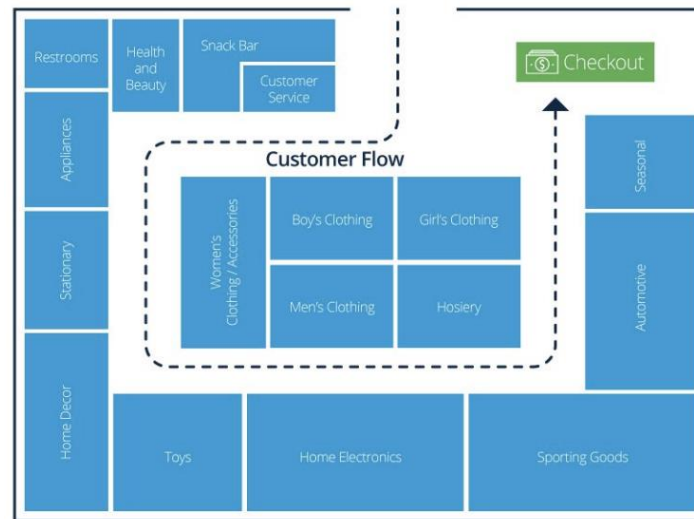 Restrooms
Health
and
Beauty
Snack Bar
Customer
Service
$ Checkout
Appliances
Customer Flow
Seasonal
Women's
Clothing / Accessories
Boy's Clothing
Girl's Clothing
Stationary
Men's Clothing
Hosiery
Automotive
Home Decor
Toys
Home Electronics
Sporting Goods